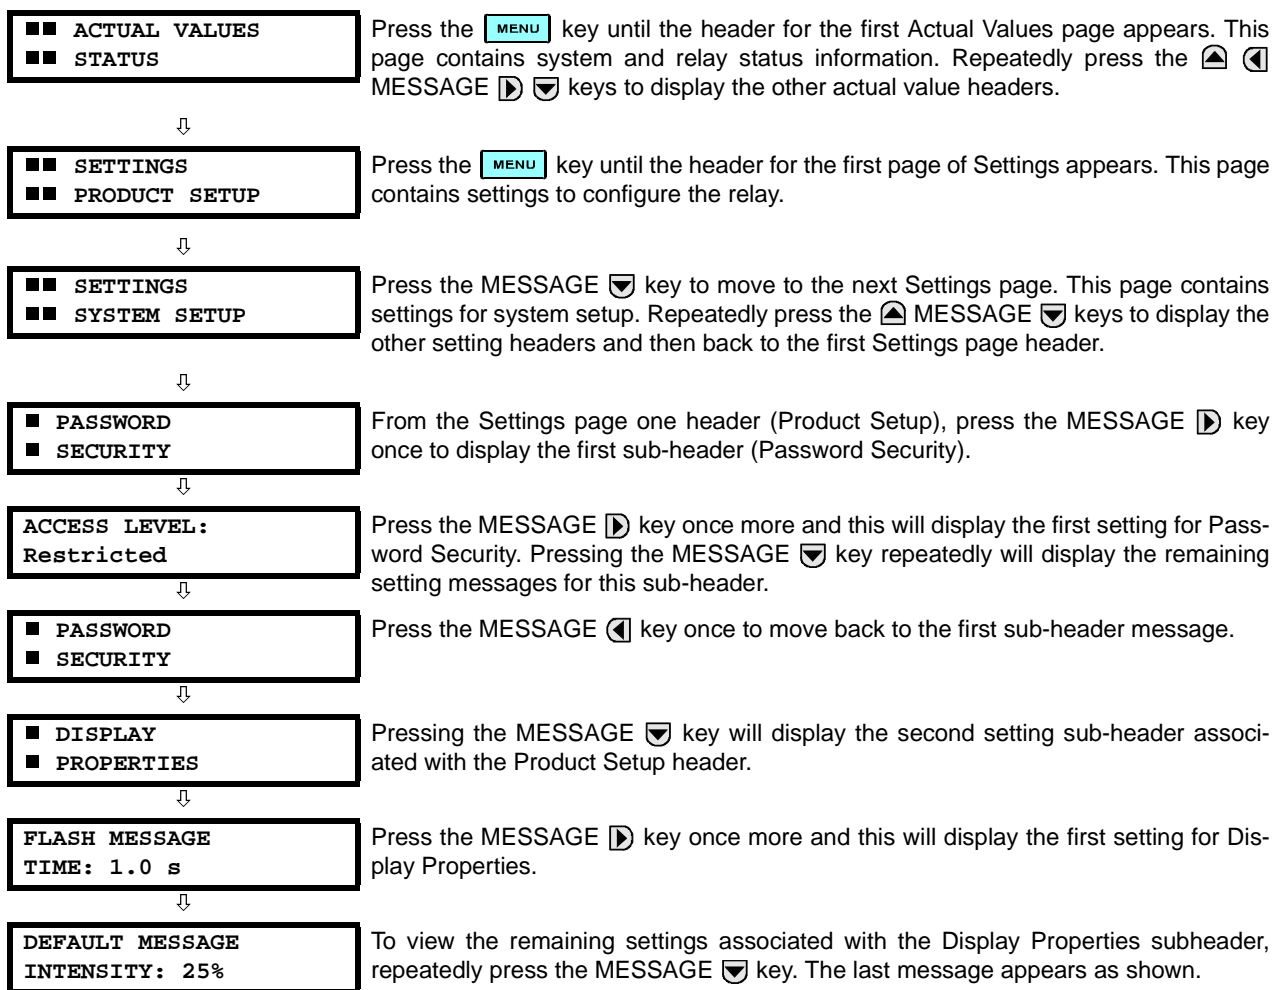 ■■ ACTUAL VALUES
■■ STATUS
Press the MENU key until the header for the first Actual Values page appears. This
page contains system and relay status information. Repeatedly press the
MESSAGE keys to display the other actual value headers.
⇩
■■ SETTINGS
■■ PRODUCT SETUP
Press the MENU key until the header for the first page of Settings appears. This page
contains settings to configure the relay.
⇩
■■ SETTINGS
■■ SYSTEM SETUP
Press the MESSAGE key to move to the next Settings page. This page contains
settings for system setup. Repeatedly press the MESSAGE keys to display the
other setting headers and then back to the first Settings page header.
⇩
■ PASSWORD
■ SECURITY
From the Settings page one header (Product Setup), press the MESSAGE key
once to display the first sub-header (Password Security).
⇩
ACCESS LEVEL:
Restricted
Press the MESSAGE key once more and this will display the first setting for Pass-
word Security. Pressing the MESSAGE key repeatedly will display the remaining
setting messages for this sub-header.
⇩
■ PASSWORD
■ SECURITY
Press the MESSAGE key once to move back to the first sub-header message.
⇩
■ DISPLAY
■ PROPERTIES
Pressing the MESSAGE key will display the second setting sub-header associ-
ated with the Product Setup header.
⇩
FLASH MESSAGE
TIME: 1.0 s
Press the MESSAGE key once more and this will display the first setting for Dis-
play Properties.
⇩
DEFAULT MESSAGE
INTENSITY: 25%
To view the remaining settings associated with the Display Properties subheader,
repeatedly press the MESSAGE key. The last message appears as shown.